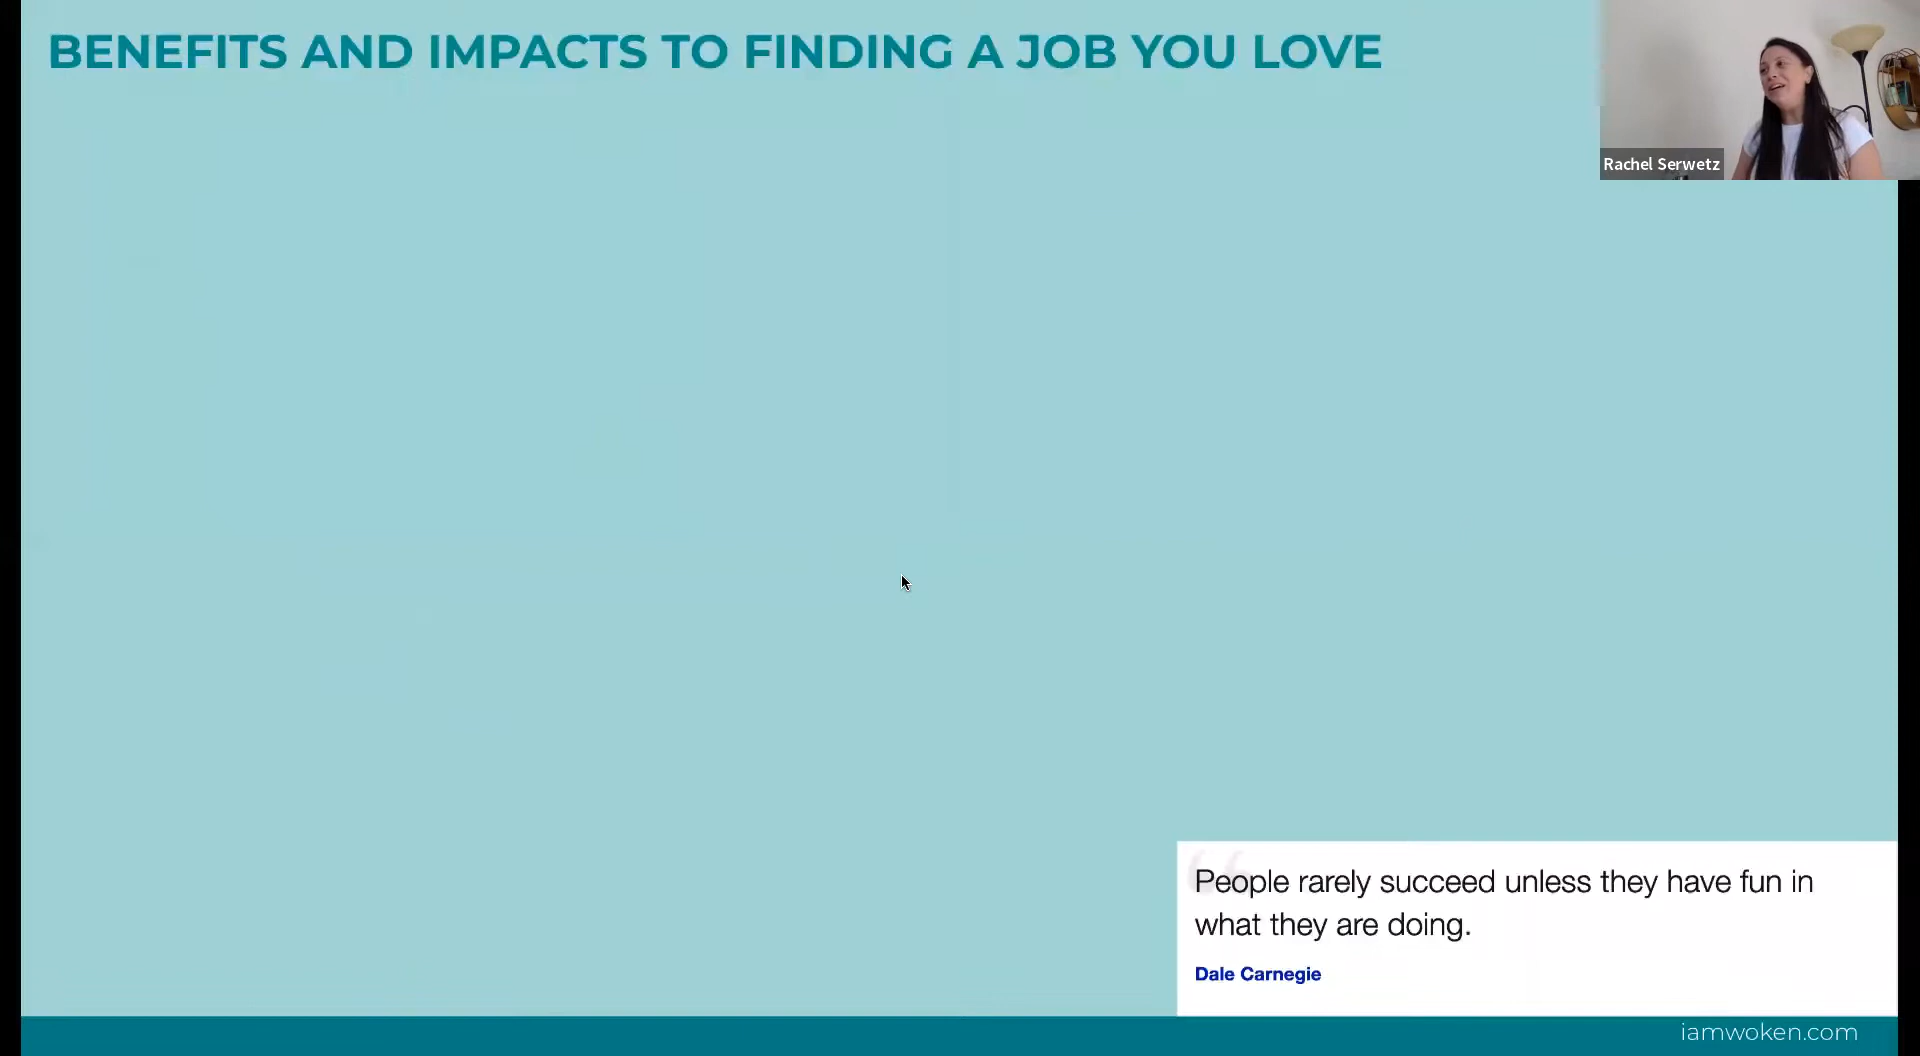 BENEFITS AND IMPACTS TO FINDING A JOB YOU LOVE
Rachel Serwetz
People rarely succeed unless they have fun in
what they are doing.
Dale Carnegie
iamwoken.com